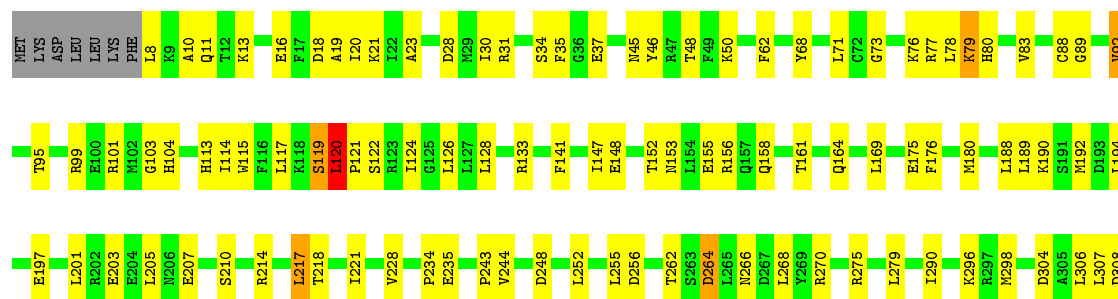 MET LYS ASP LEU LEU LYS PHE L8 K9 A10 Q11 T12 K13 E16 F17 D18 A19 I20 K21 I22 A23 D28 M29 I30 R31 S34 F35 G36 E37 N45 Y46 R47 T48 F49 K50 F62 Y68 L71 C72 G73 K76 R77 L78 K79 H80 V83 C88 G89
T95 R99 E100 R101 M102 G103 H104 H113 I114 W115 F116 L117 K118 S119 L120 P121 S122 R123 I124 G125 L126 L127 L128 R133 F141 I147 E148 T152 N153 L154 E155 R156 Q157 Q158 T161 Q164 L169 E175 F176 M180 L188 L189 K190 S191 M192 D193
E197 L201 R202 E203 E204 L205 N206 E207 S210 R214 L217 T218 I221 V228 P234 E235 P243 V244 D248 L252 L255 D256 T262 S263 D264 L265 N266 D267 L268 Y269 R270 R275 L279 I290 K296 R297 M298 D304 A305 L306 L307